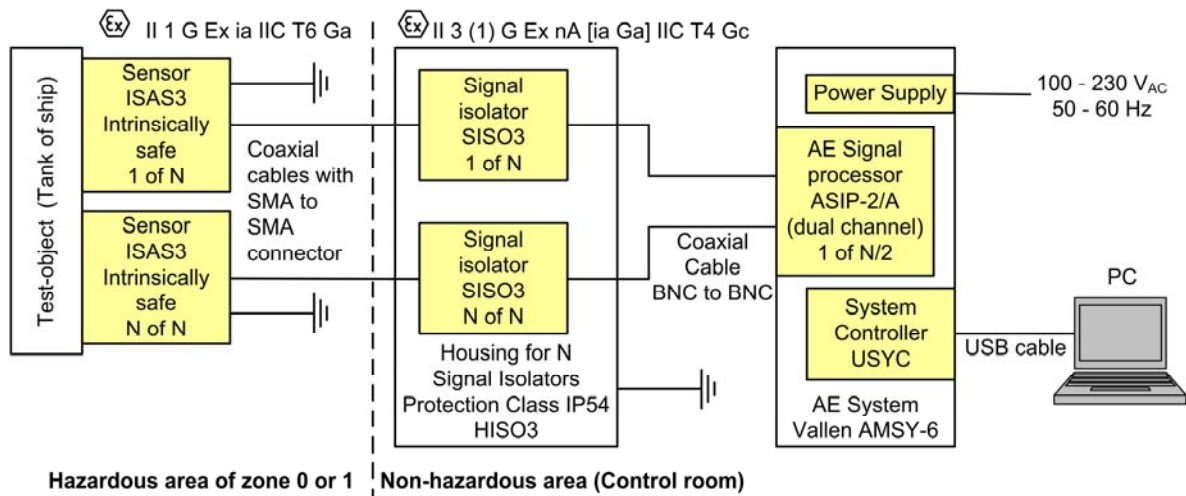 Ex II 1 G Ex ia IIC T6 Ga
Ex II 3 (1) G Ex nA [ia Ga] IIC T4 Gc
Test-object (Tank of ship)
Sensor
ISAS3
Intrinsically
safe
1 of N
Sensor
ISAS3
Intrinsically
safe
N of N
Coaxial
cables with
SMA to
SMA
connector
Signal
isolator
SISO3
1 of N
Signal
isolator
SISO3
N of N
Housing for N
Signal Isolators
Protection Class IP54
HISO3
Coaxial
Cable
BNC to BNC
Power Supply
100 - 230 VAC
50 - 60 Hz
AE Signal
processor
ASIP-2/A
(dual channel)
1 of N/2
System
Controller
USYC
AE System
Vallen AMSY-6
USB cable
PC
Hazardous area of zone 0 or 1
Non-hazardous area (Control room)